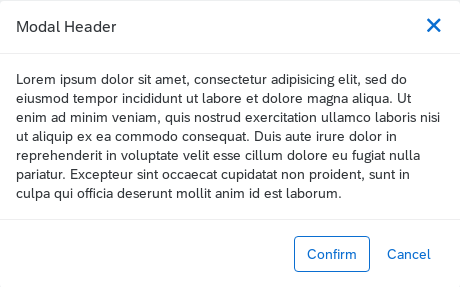 Modal Header
Lorem ipsum dolor sit amet, consectetur adipisicing elit, sed do
eiusmod tempor incididunt ut labore et dolore magna aliqua. Ut
enim ad minim veniam, quis nostrud exercitation ullamco laboris nisi
ut aliquip ex ea commodo consequat. Duis aute irure dolor in
reprehenderit in voluptate velit esse cillum dolore eu fugiat nulla
pariatur. Excepteur sint occaecat cupidatat non proident, sunt in
culpa qui officia deserunt mollit anim id est laborum.
Confirm
Cancel